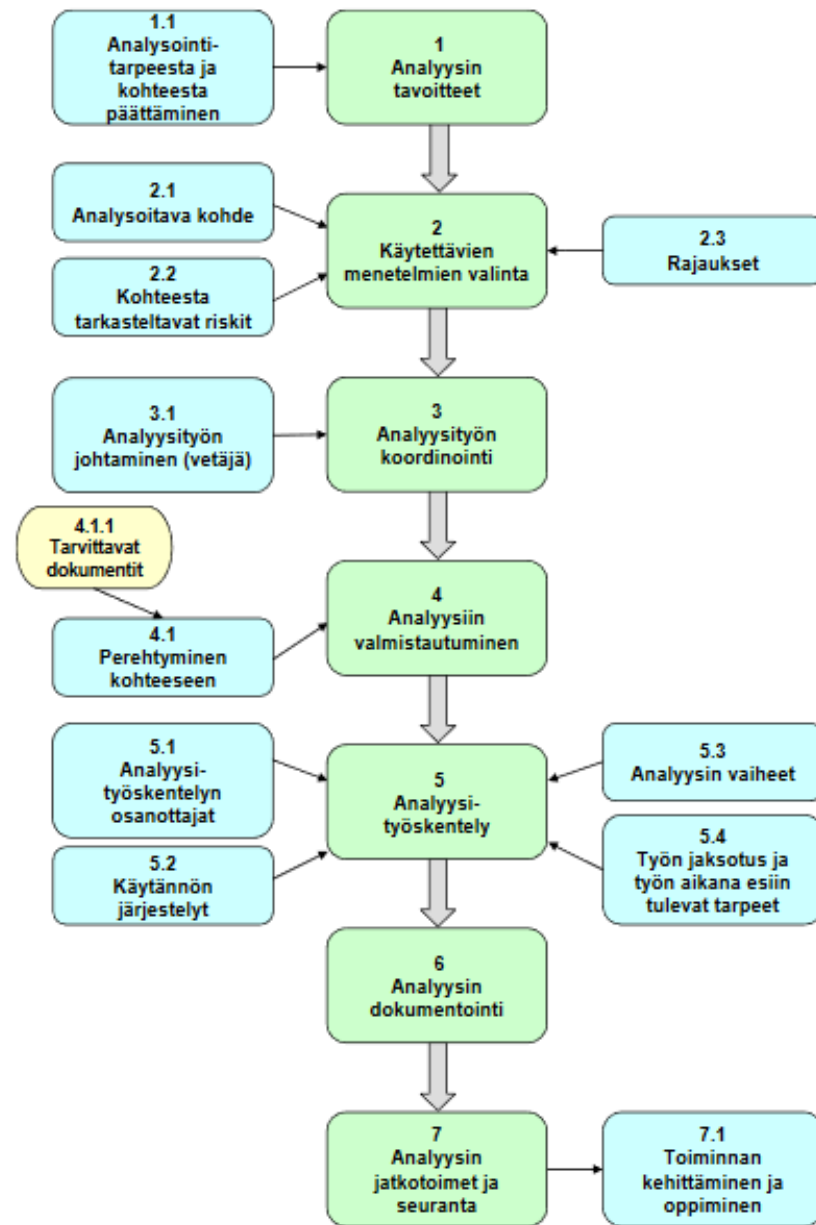 1.1
Analysointi-
tarpeesta ja
kohteesta
päättäminen
1
Analyysin
tavoitteet
2.1
Analysoitava kohde
2.2
Kohteesta
tarkasteltavat riskit
2
Käytettävien
menetelmien valinta
2.3
Rajaukset
3.1
Analyysityön
johtaminen (vetäjä)
3
Analyysityön
koordinointi
4.1.1
Tarvittavat
dokumentit
4.1
Perehtyminen
kohteeseen
4
Analyysiin
valmistautuminen
5.1
Analyysi-
työskentelyn
osanottajat
5.2
Käytännön
järjestelyt
5
Analyysi-
työskentely
5.3
Analyysin vaiheet
5.4
Työn jaksotus ja
työn aikana esiin
tulevat tarpeet
6
Analyysin
dokumentointi
7
Analyysin
jatkotoimet ja
seuranta
7.1
Toiminnan
kehittäminen ja
oppiminen